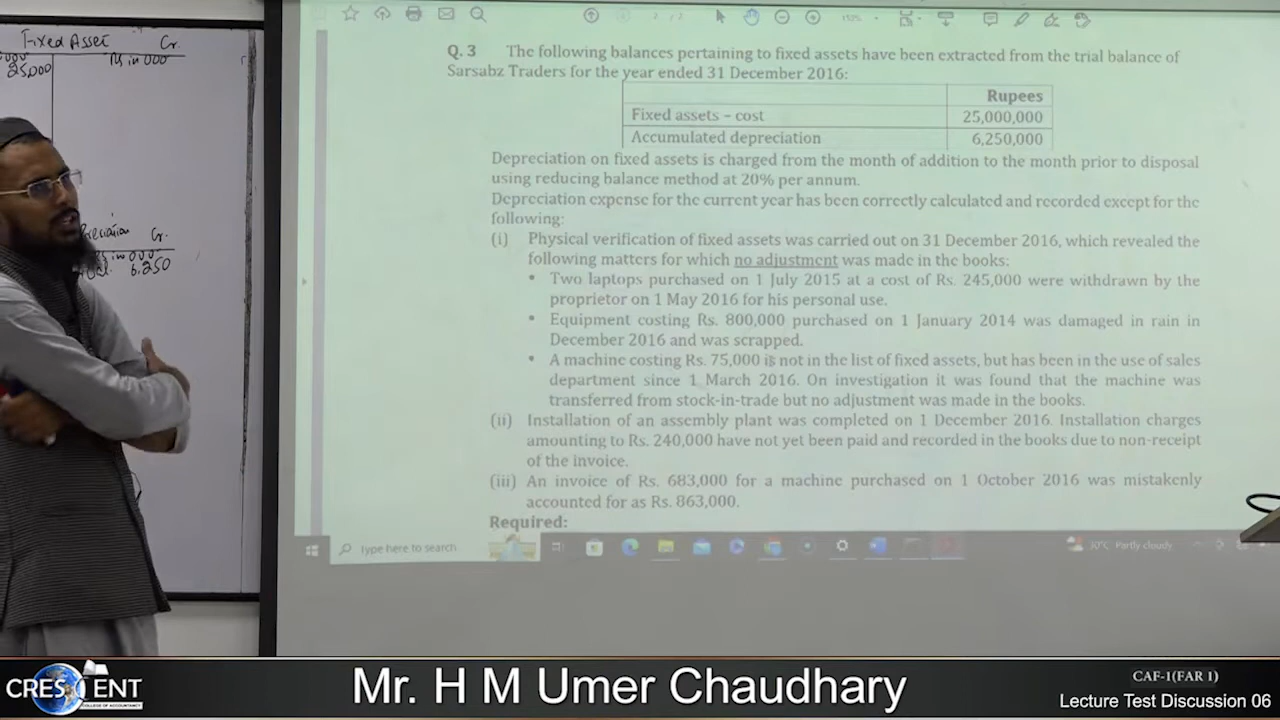 Fixed Asset Cr.
Rs in 000
25,000
Cr.
6,250
Q. 3 The following balances pertaining to fixed assets have been extracted from the trial balance of
Sarsabz Traders for the year ended 31 December 2016:
Rupees
Fixed assets – cost 25,000,000
Accumulated depreciation 6,250,000
Depreciation on fixed assets is charged from the month of addition to the month prior to disposal
using reducing balance method at 20% per annum.
Depreciation expense for the current year has been correctly calculated and recorded except for the
following:
(i) Physical verification of fixed assets was carried out on 31 December 2016, which revealed the
following matters for which no adjustment was made in the books:
• Two laptops purchased on 1 July 2015 at a cost of Rs. 245,000 were withdrawn by the
proprietor on 1 May 2016 for his personal use.
• Equipment costing Rs. 800,000 purchased on 1 January 2014 was damaged in rain in
December 2016 and was scrapped.
• A machine costing Rs. 75,000 is not in the list of fixed assets, but has been in the use of sales
department since 1 March 2016. On investigation it was found that the machine was
transferred from stock-in-trade but no adjustment was made in the books.
(ii) Installation of an assembly plant was completed on 1 December 2016. Installation charges
amounting to Rs. 240,000 have not yet been paid and recorded in the books due to non-receipt
of the invoice.
(iii) An invoice of Rs. 683,000 for a machine purchased on 1 October 2016 was mistakenly
accounted for as Rs. 863,000.
Required:
Type here to search
10°C Partly cloudy
CRESCENT
COLLEGE OF ACCOUNTANCY
Mr. H M Umer Chaudhary
CAF-1(FAR 1)
Lecture Test Discussion 06